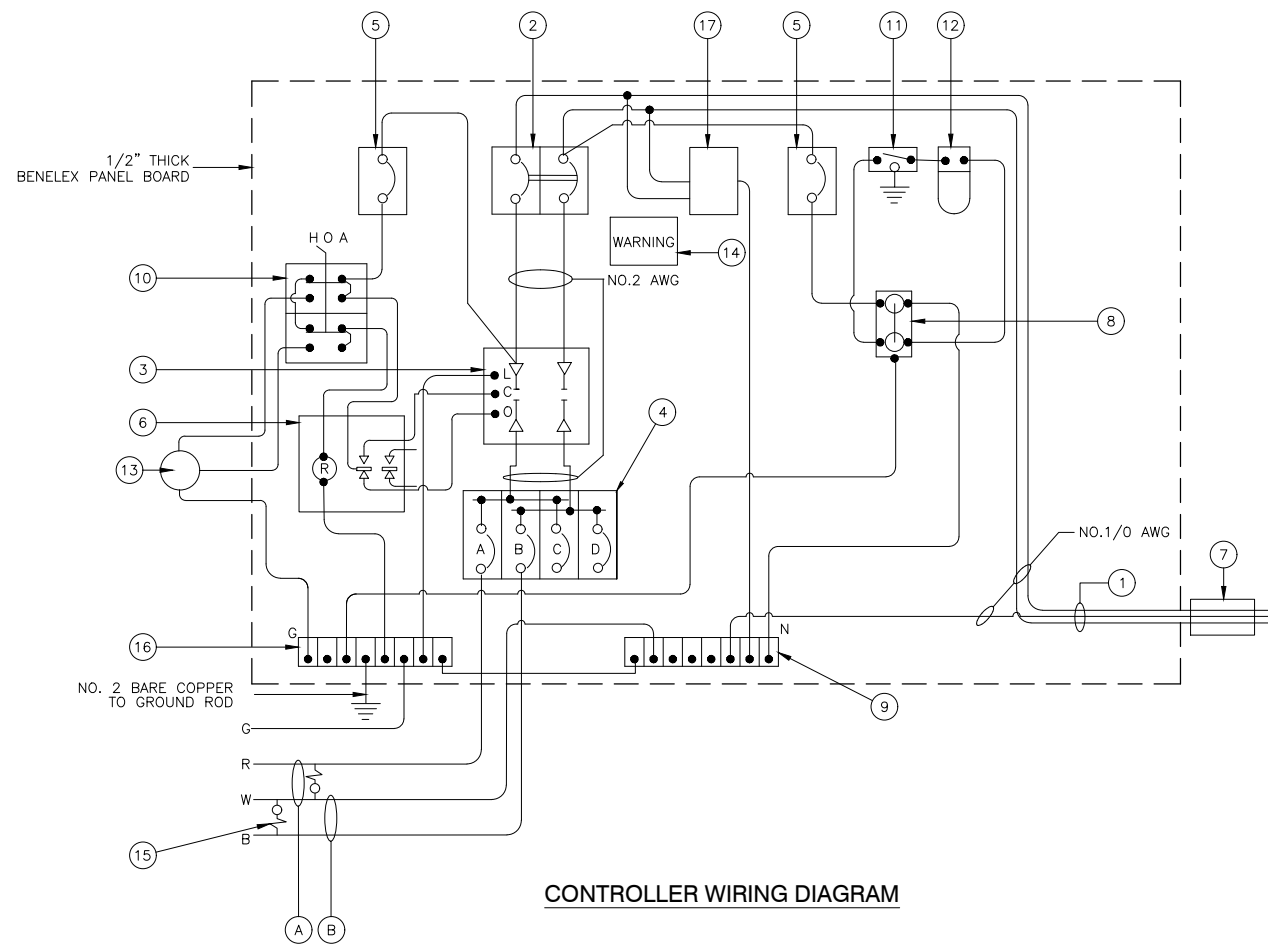 5
2
17
5
11
12
1/2" THICK
BENELEX PANEL BOARD
H O A
WARNING
14
10
NO.2 AWG
8
3
L
C
O
4
6
13
R
A
B
C
D
NO.1/0 AWG
7
1
G
N
16
NO. 2 BARE COPPER
TO GROUND ROD
9
G
R
W
B
15
A
B
CONTROLLER WIRING DIAGRAM